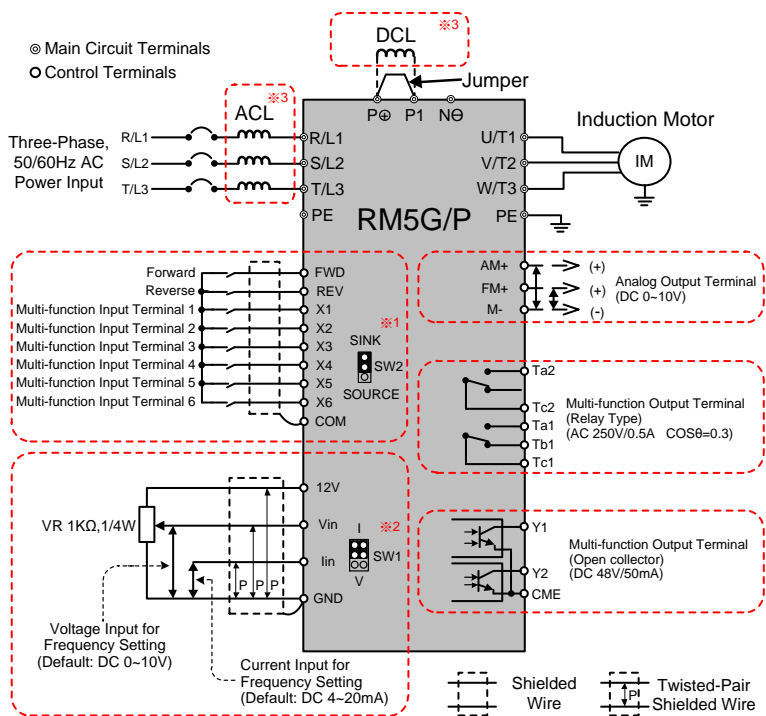 ◎ Main Circuit Terminals
O Control Terminals
DCL
※3
Jumper
P⊕ P1 N⊖
ACL
※3
Three-Phase,
50/60Hz AC
Power Input
R/L1
S/L2
T/L3
R/L1
S/L2
T/L3
PE
RM5G/P
U/T1
V/T2
W/T3
PE
Induction Motor
IM
Forward
Reverse
Multi-function Input Terminal 1
Multi-function Input Terminal 2
Multi-function Input Terminal 3
Multi-function Input Terminal 4
Multi-function Input Terminal 5
Multi-function Input Terminal 6
FWD
REV
X1
X2
X3
X4
X5
X6
COM
※1
SINK
SW2
SOURCE
AM+
FM+
M-
(+)
(+)
(-)
Analog Output Terminal
(DC 0~10V)
Ta2
Tc2
Ta1
Tb1
Tc1
Multi-function Output Terminal
(Relay Type)
(AC 250V/0.5A COSθ=0.3)
VR 1KΩ,1/4W
P P P
12V
Vin
Iin
GND
※2
I
SW1
V
Y1
Y2
CME
Multi-function Output Terminal
(Open collector)
(DC 48V/50mA)
Voltage Input for
Frequency Setting
(Default: DC 0~10V)
Current Input for
Frequency Setting
(Default: DC 4~20mA)
Shielded
Wire
P
Twisted-Pair
Shielded Wire